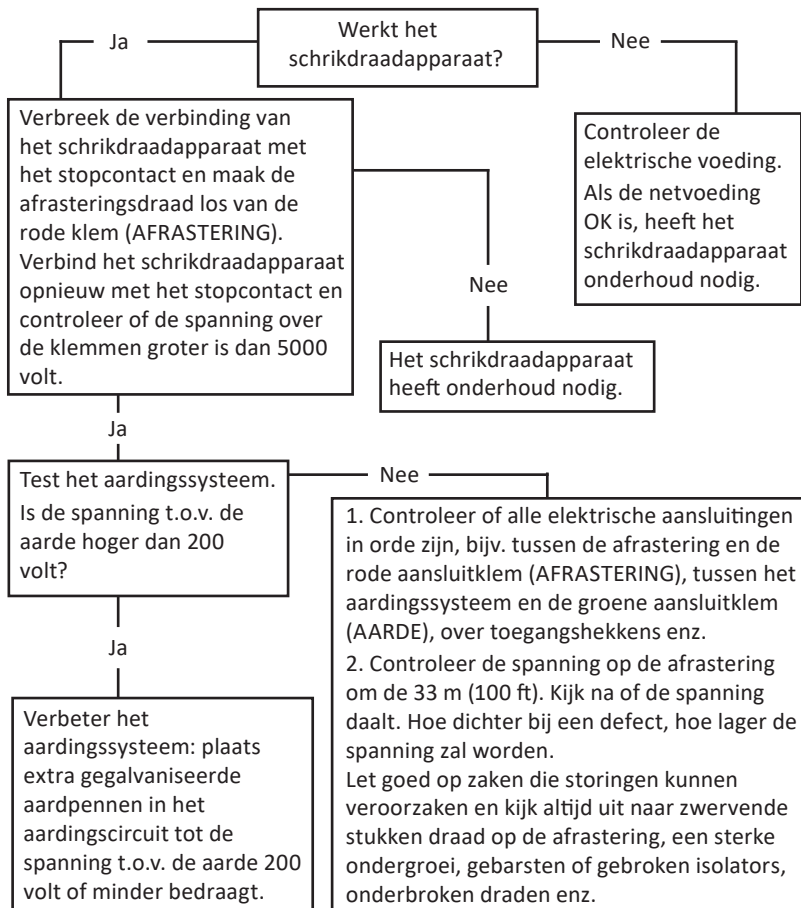 Werkt het
schrikdraadapparaat?
Ja
Nee
Verbreek de verbinding van
het schrikdraadapparaat met
het stopcontact en maak de
afrasteringsdraad los van de
rode klem (AFRASTERING).
Verbind het schrikdraadapparaat
opnieuw met het stopcontact en
controleer of de spanning over
de klemmen groter is dan 5000
volt.
Controleer de
elektrische voeding.
Als de netvoeding
OK is, heeft het
schrikdraadapparaat
onderhoud nodig.
Nee
Het schrikdraadapparaat
heeft onderhoud nodig.
Ja
Test het aardingssysteem.
Is de spanning t.o.v. de
aarde hoger dan 200
volt?
Nee
1. Controleer of alle elektrische aansluitingen
in orde zijn, bijv. tussen de afrastering en de
rode aansluitklem (AFRASTERING), tussen het
aardingssysteem en de groene aansluitklem
(AARDE), over toegangshekkens enz.
2. Controleer de spanning op de afrastering
om de 33 m (100 ft). Kijk na of de spanning
daalt. Hoe dichter bij een defect, hoe lager de
spanning zal worden.
Let goed op zaken die storingen kunnen
veroorzaken en kijk altijd uit naar zwervende
stukken draad op de afrastering, een sterke
ondergroei, gebarsten of gebroken isolators,
onderbroken draden enz.
Ja
Verbeter het
aardingssysteem: plaats
extra gegalvaniseerde
aardpennen in het
aardingscircuit tot de
spanning t.o.v. de aarde 200
volt of minder bedraagt.